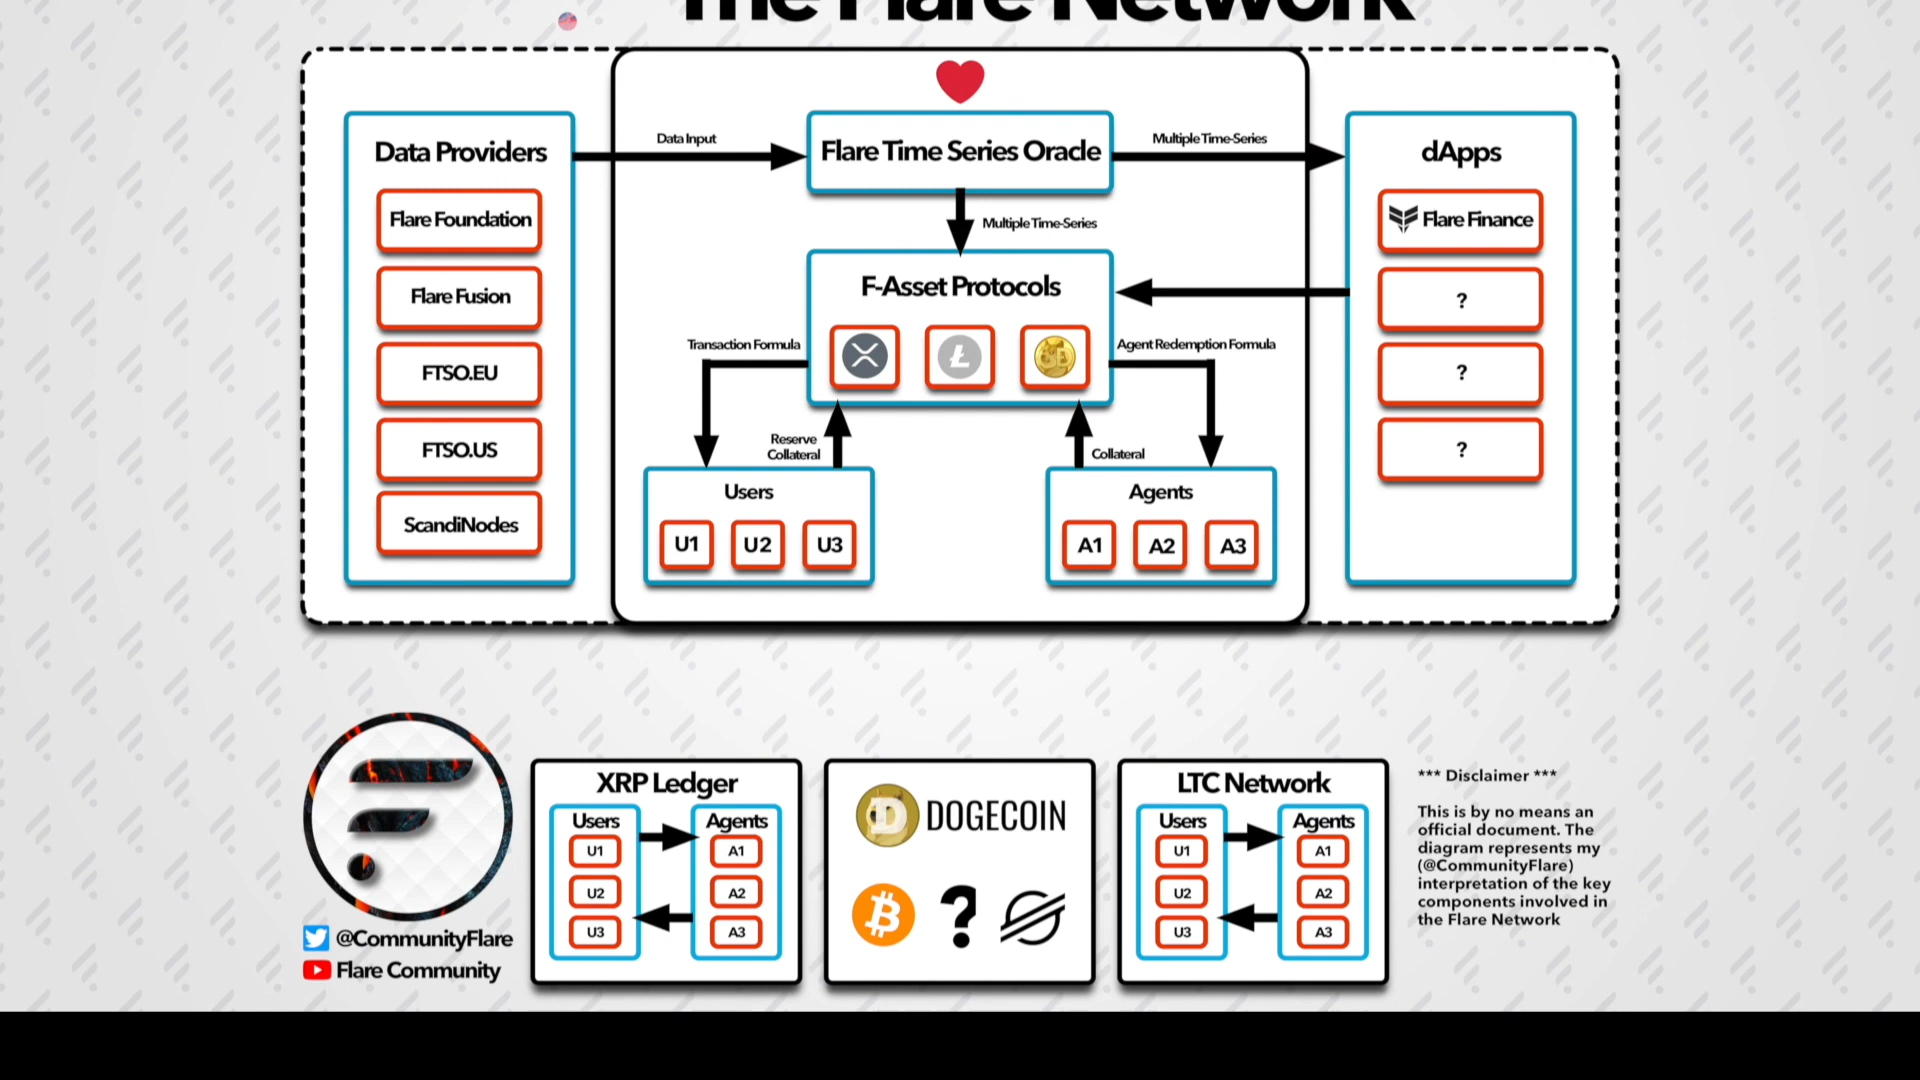 The Flare Network
Data Providers
Flare Foundation
Flare Fusion
FTSO.EU
FTSO.US
ScandiNodes
Data Input
Flare Time Series Oracle
Multiple Time-Series
Multiple Time-Series
F-Asset Protocols
Transaction Formula
Agent Redemption Formula
Reserve
Collateral
Collateral
Users
U1 U2 U3
Agents
A1 A2 A3
dApps
Flare Finance
?
?
?
@CommunityFlare
Flare Community
XRP Ledger
Users Agents
U1 A1
U2 A2
U3 A3
DOGECOIN
?
LTC Network
Users Agents
U1 A1
U2 A2
U3 A3
*** Disclaimer ***
This is by no means an
official document. The
diagram represents my
(@CommunityFlare)
interpretation of the key
components involved in
the Flare Network